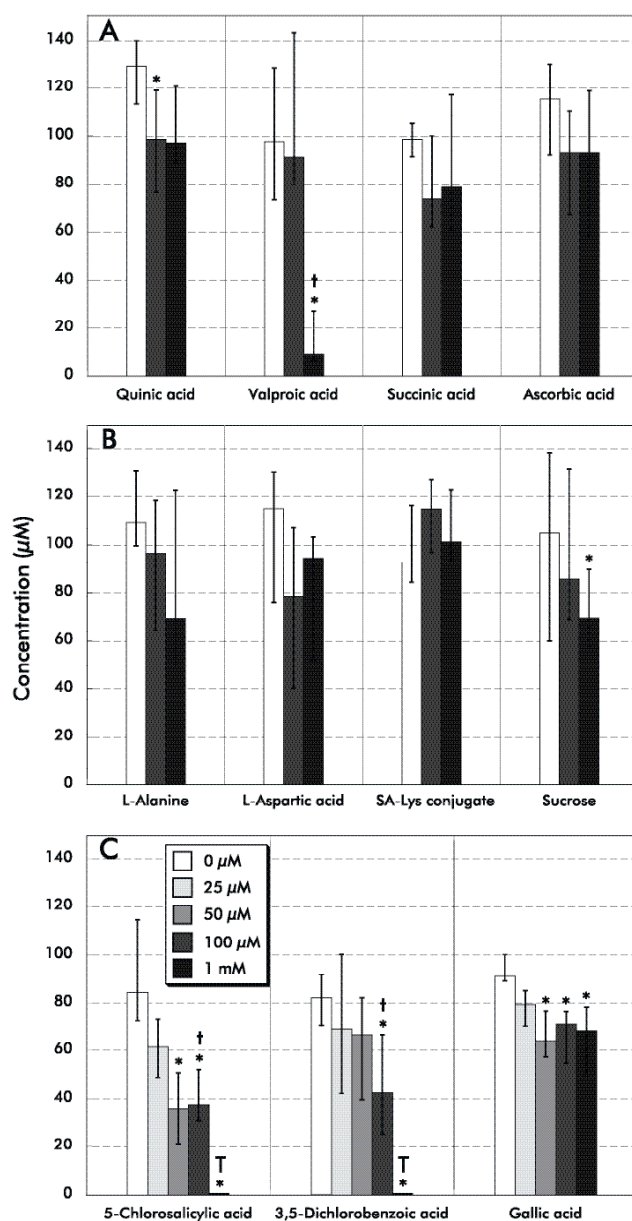 A
140
120
100
80
60
40
20
0
*
†
*
Quinic acid Valproic acid Succinic acid Ascorbic acid
Concentration (µM)
B
140
120
100
80
60
40
20
0
*
L-Alanine L-Aspartic acid SA-Lys conjugate Sucrose
C
0 µM
25 µM
50 µM
100 µM
1 mM
140
120
100
80
60
40
20
0
*
†
*
T
*
†
*
T
*
* * *
5-Chlorosalicylic acid 3,5-Dichlorobenzoic acid Gallic acid